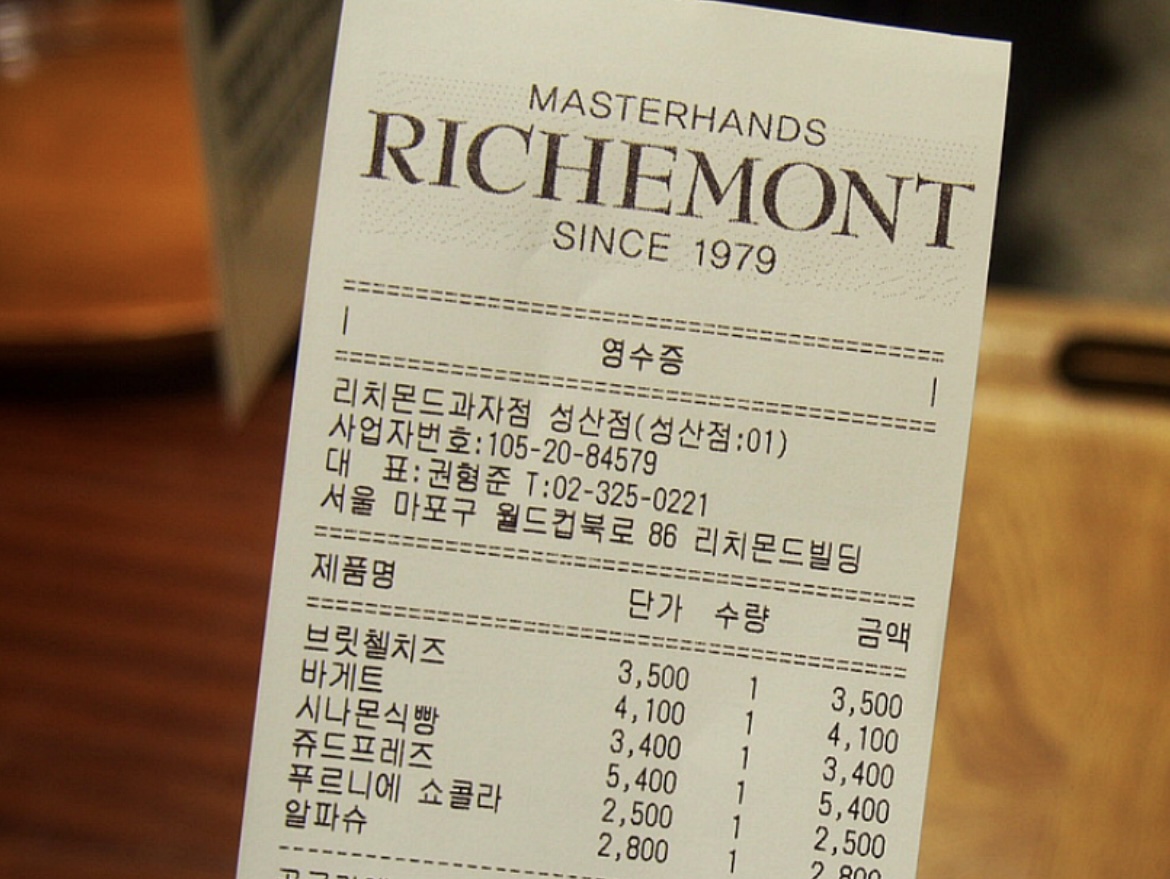 MASTERHANDS
RICHEMONT
SINCE 1979
==================================================
| 영수증 |
==================================================
리치몬드과자점 성산점(성산점:01)
사업자번호:105-20-84579
대 표:권형준 T:02-325-0221
서울 마포구 월드컵북로 86 리치몬드빌딩
==================================================
제품명 단가 수량 금액
==================================================
브릿첼치즈 3,500 1 3,500
바게트 4,100 1 4,100
시나몬식빵 3,400 1 3,400
쥬드프레즈 5,400 1 5,400
푸르니에 쇼콜라 2,500 1 2,500
알파슈 2,800 1 2,800
--------------------------------------------------